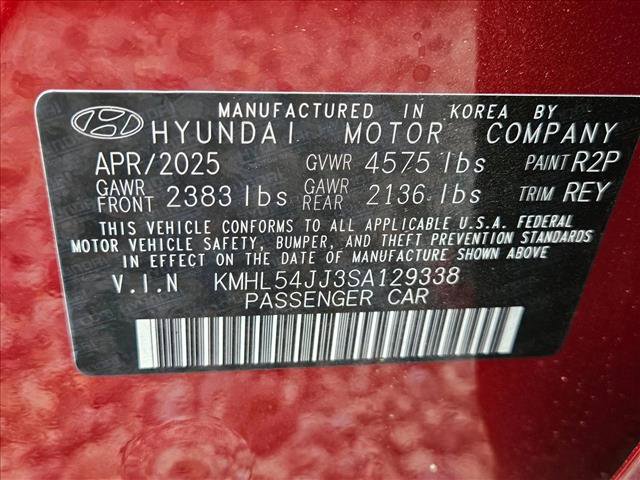 MANUFACTURED IN KOREA BY
HYUNDAI MOTOR COMPANY
APR/2025 GVWR 4575 lbs PAINT R2P
GAWR FRONT 2383 lbs GAWR REAR 2136 lbs TRIM REY
THIS VEHICLE CONFORMS TO ALL APPLICABLE U.S.A. FEDERAL
MOTOR VEHICLE SAFETY, BUMPER, AND THEFT PREVENTION STANDARDS
IN EFFECT ON THE DATE OF MANUFACTURE SHOWN ABOVE
V.I.N KMHL54JJ3SA129338
PASSENGER CAR